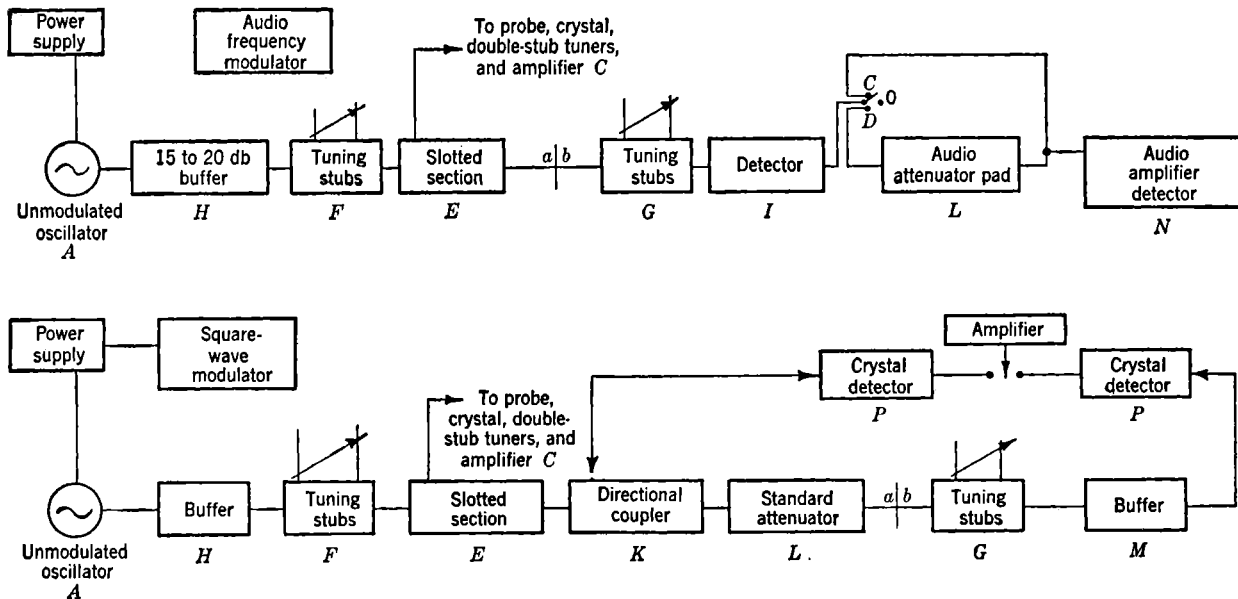 Power
supply
Audio
frequency
modulator
To probe, crystal,
double-stub tuners,
and amplifier C
C
O
D
15 to 20 db
buffer
Tuning
stubs
Slotted
section
a b
Tuning
stubs
Detector
Audio
attenuator pad
Audio
amplifier
detector
Unmodulated
oscillator
A
H
F
E
G
I
L
N
Power
supply
Square-
wave
modulator
Amplifier
Crystal
detector
P
Crystal
detector
P
To probe,
crystal, double-
stub tuners, and
amplifier C
Buffer
Tuning
stubs
Slotted
section
Directional
coupler
Standard
attenuator
a b
Tuning
stubs
Buffer
Unmodulated
oscillator
A
H
F
E
K
L.
G
M